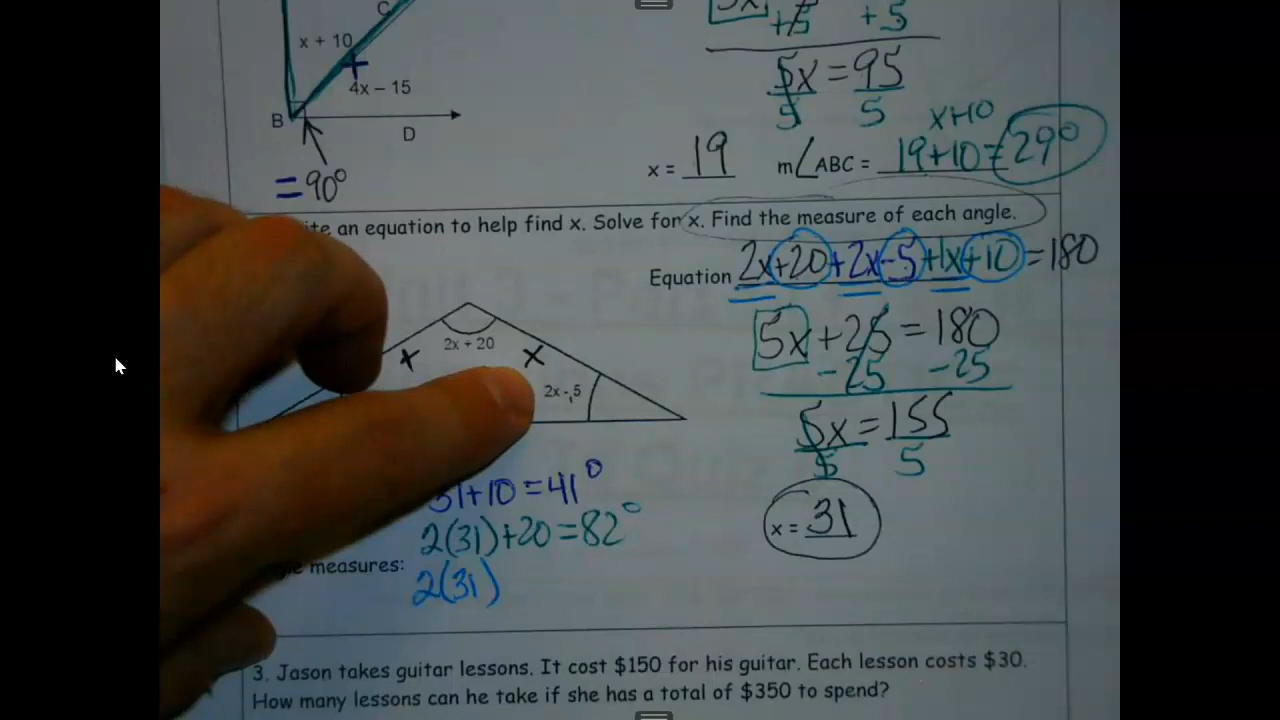 C
+5 +5
x + 10
5x = 95
4x – 15
5 5
B
D
x+10
x = 19 m∠ABC = 19+10=29°
=90°
an equation to help find x. Solve for x. Find the measure of each angle.
Equation 2x+20+2x-5+1x+10=180
2x + 20
5x+25=180
-25 -25
2x - 5
5x=155
5 5
31+10=41°
x = 31
2(31)+20=82°
measures:
2(31)
3. Jason takes guitar lessons. It cost $150 for his guitar. Each lesson costs $30.
How many lessons can he take if she has a total of $350 to spend?